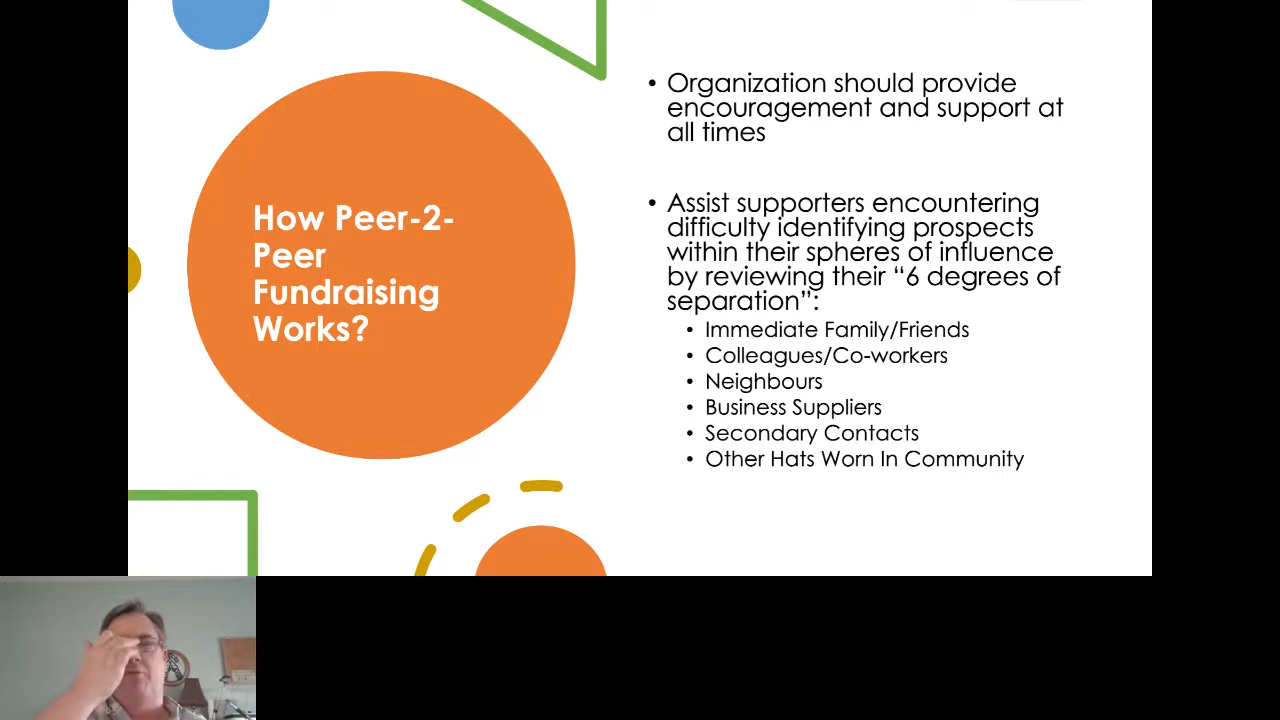 How Peer-2-
Peer
Fundraising
Works?
• Organization should provide
encouragement and support at
all times
• Assist supporters encountering
difficulty identifying prospects
within their spheres of influence
by reviewing their “6 degrees of
separation”:
• Immediate Family/Friends
• Colleagues/Co-workers
• Neighbours
• Business Suppliers
• Secondary Contacts
• Other Hats Worn In Community